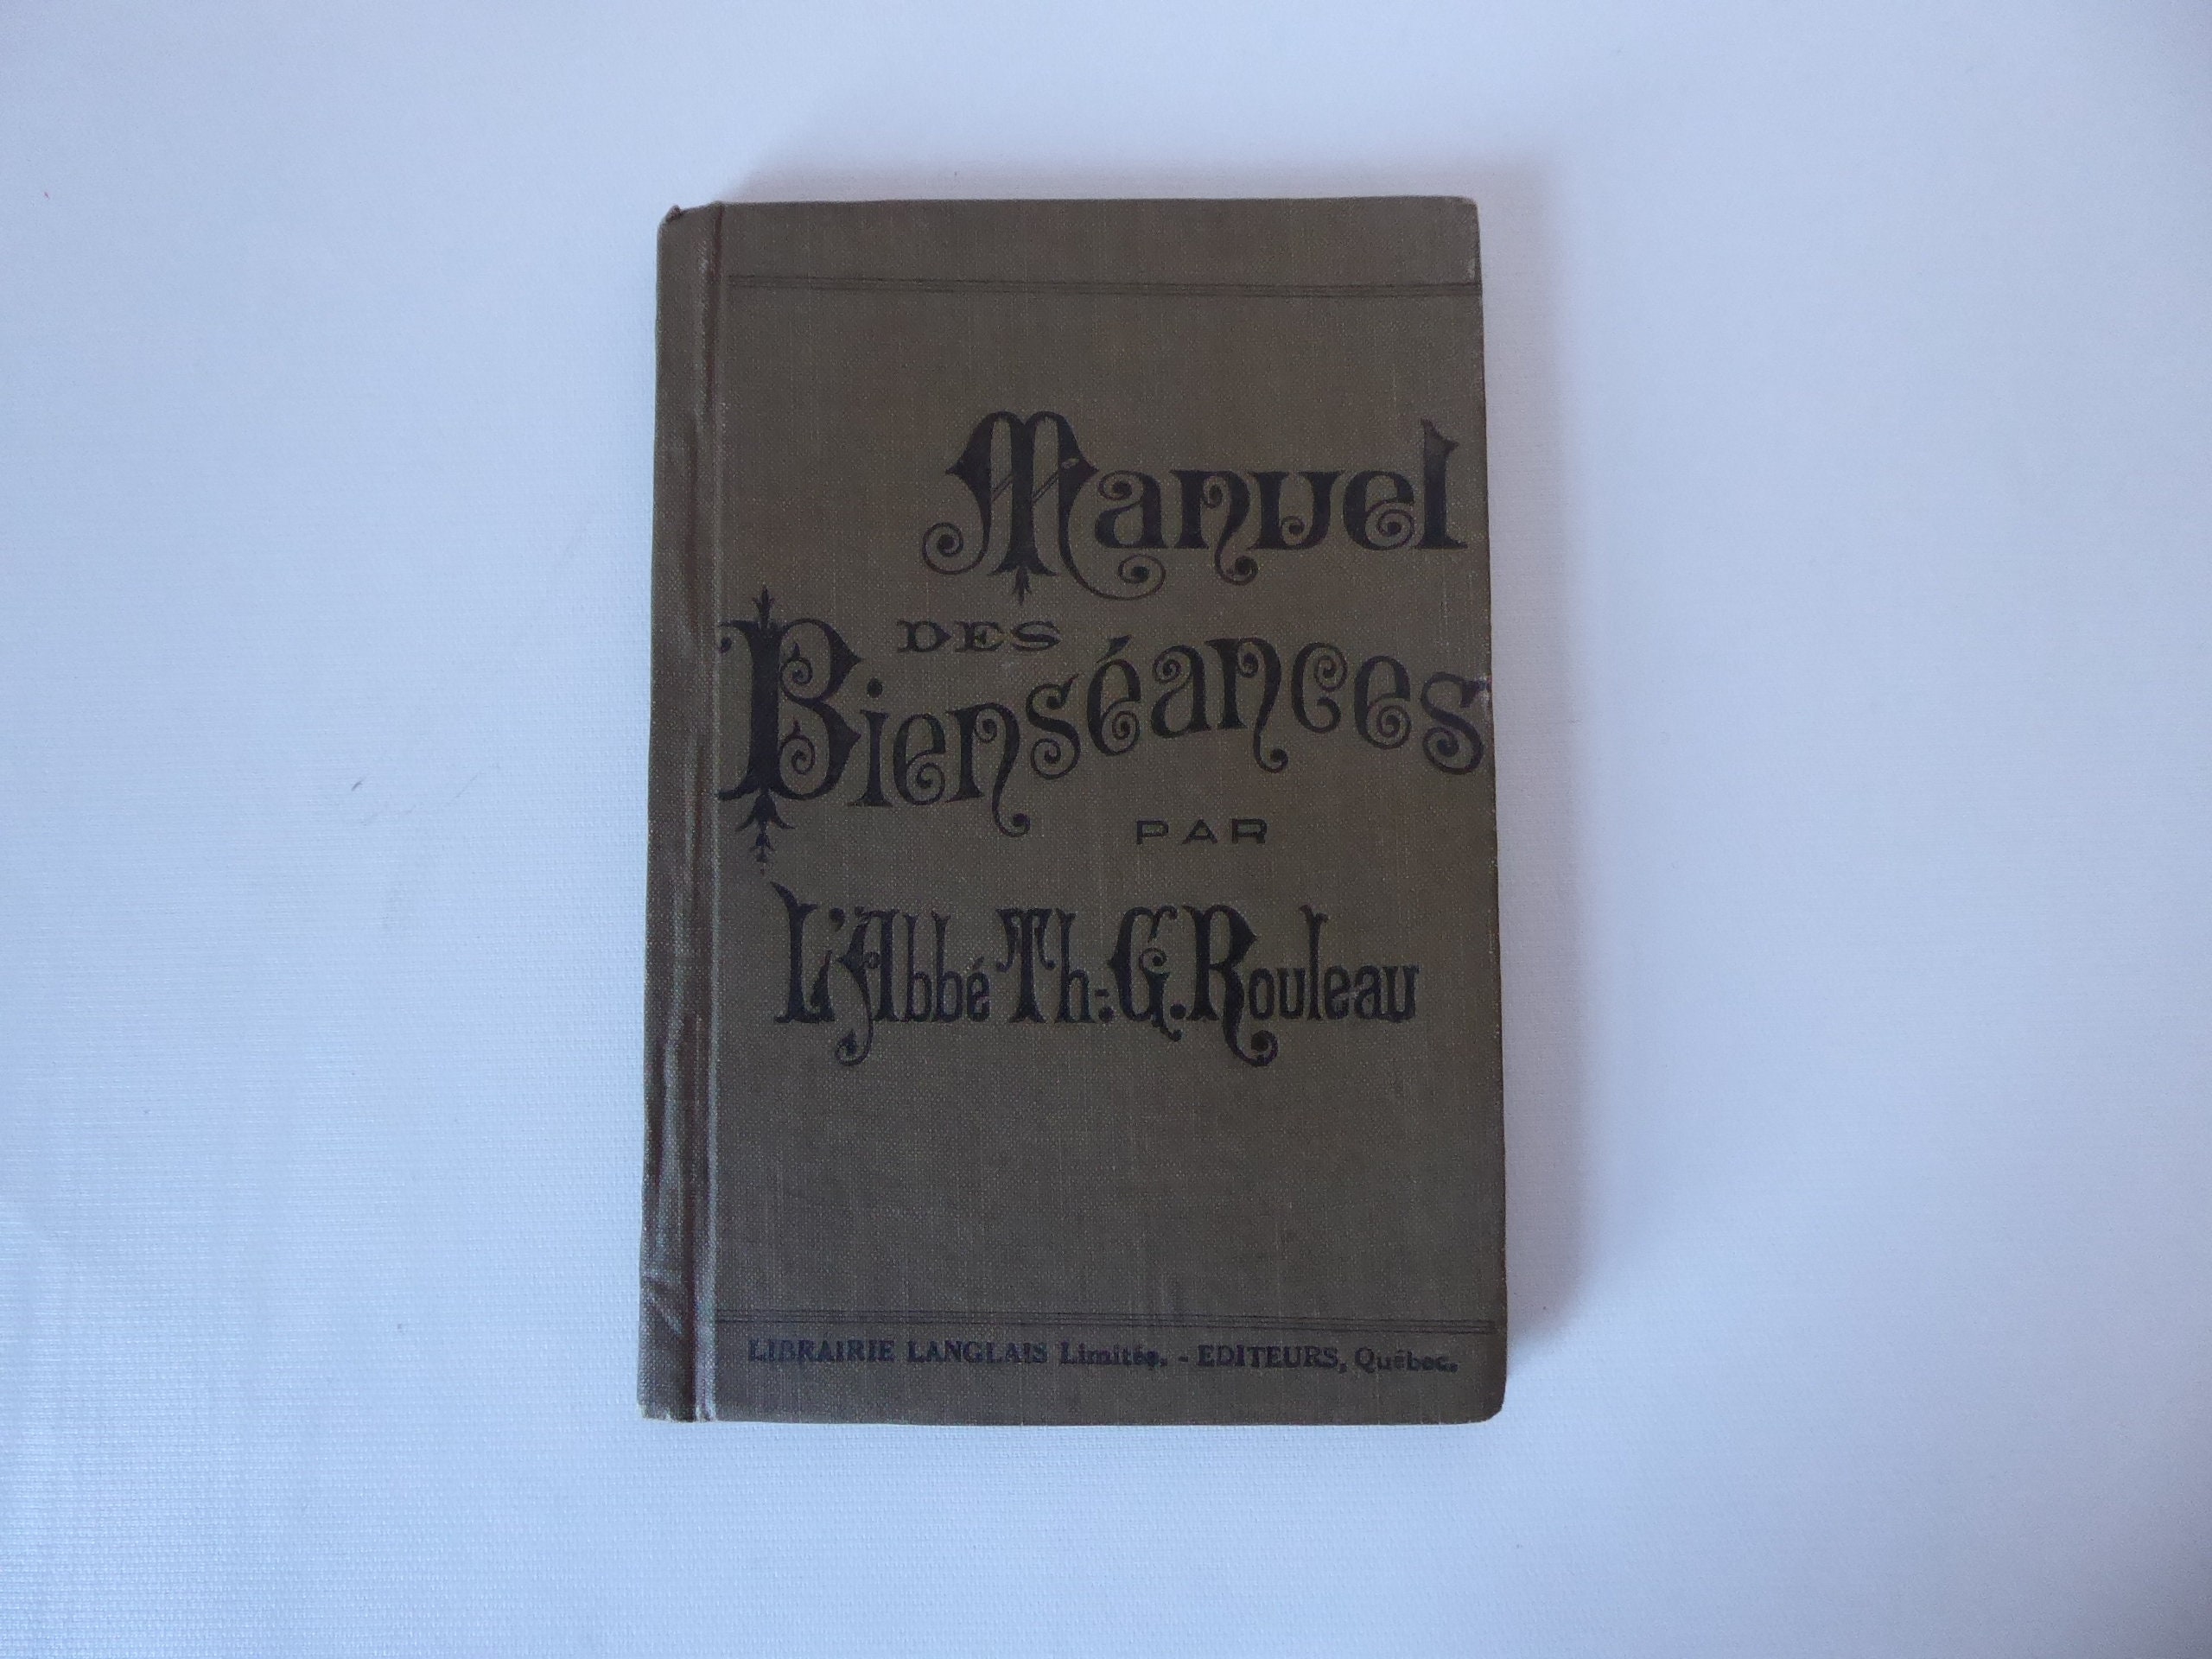 Manuel
DES
Bienséances
PAR
L'Abbé Th:-G. Rouleau
LIBRAIRIE LANGLAIS Limitée. - EDITEURS, Québec.